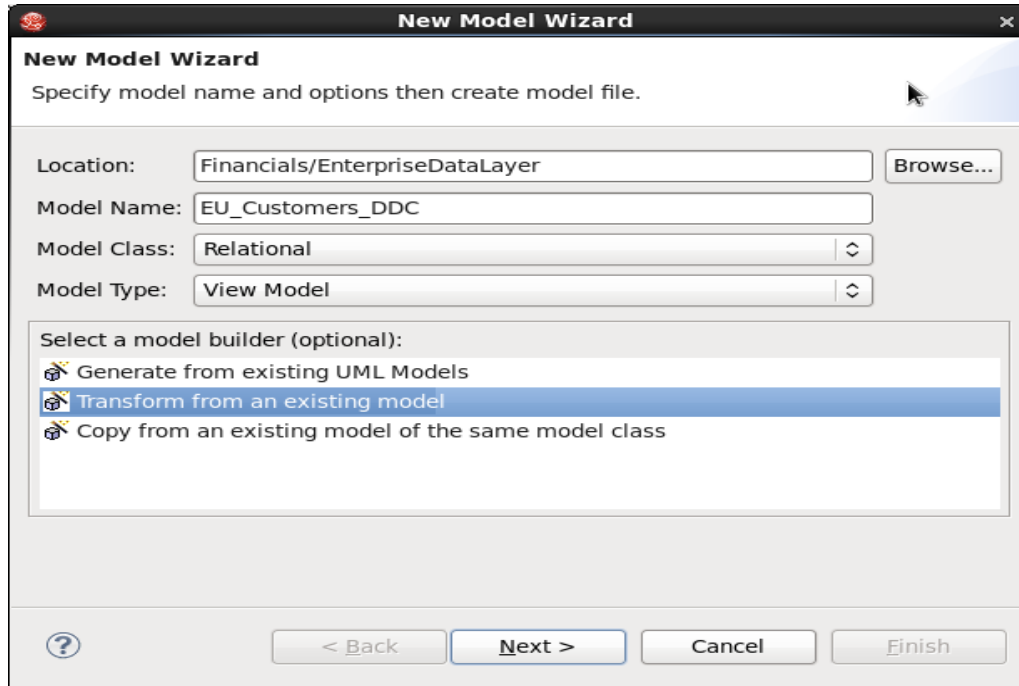 New Model Wizard
New Model Wizard
Specify model name and options then create model file.
Location: Financials/EnterpriseDataLayer Browse...
Model Name: EU_Customers_DDC
Model Class: Relational
Model Type: View Model
Select a model builder (optional):
Generate from existing UML Models
Transform from an existing model
Copy from an existing model of the same model class
? < Back Next > Cancel Finish